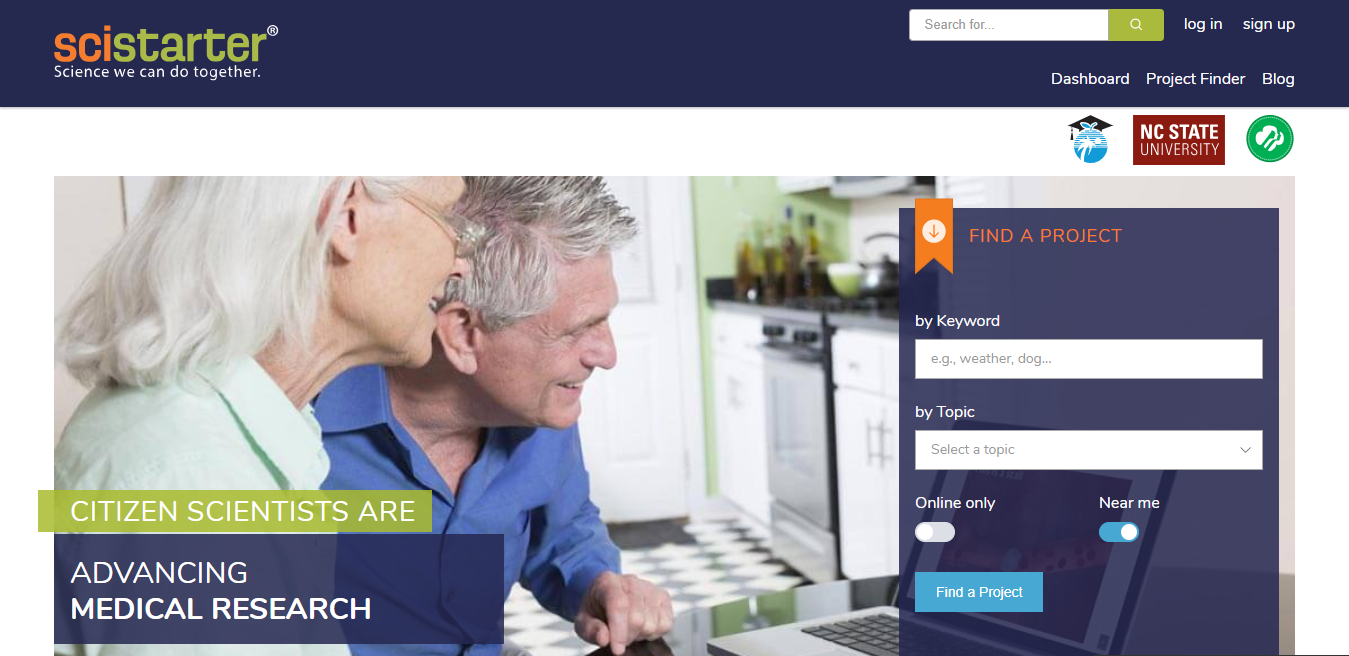 scistarter®
Science we can do together.
Search for...
log in
sign up
Dashboard
Project Finder
Blog
NC STATE
UNIVERSITY
FIND A PROJECT
by Keyword
e.g., weather, dog...
by Topic
Select a topic
Online only
Near me
Find a Project
CITIZEN SCIENTISTS ARE
ADVANCING
MEDICAL RESEARCH